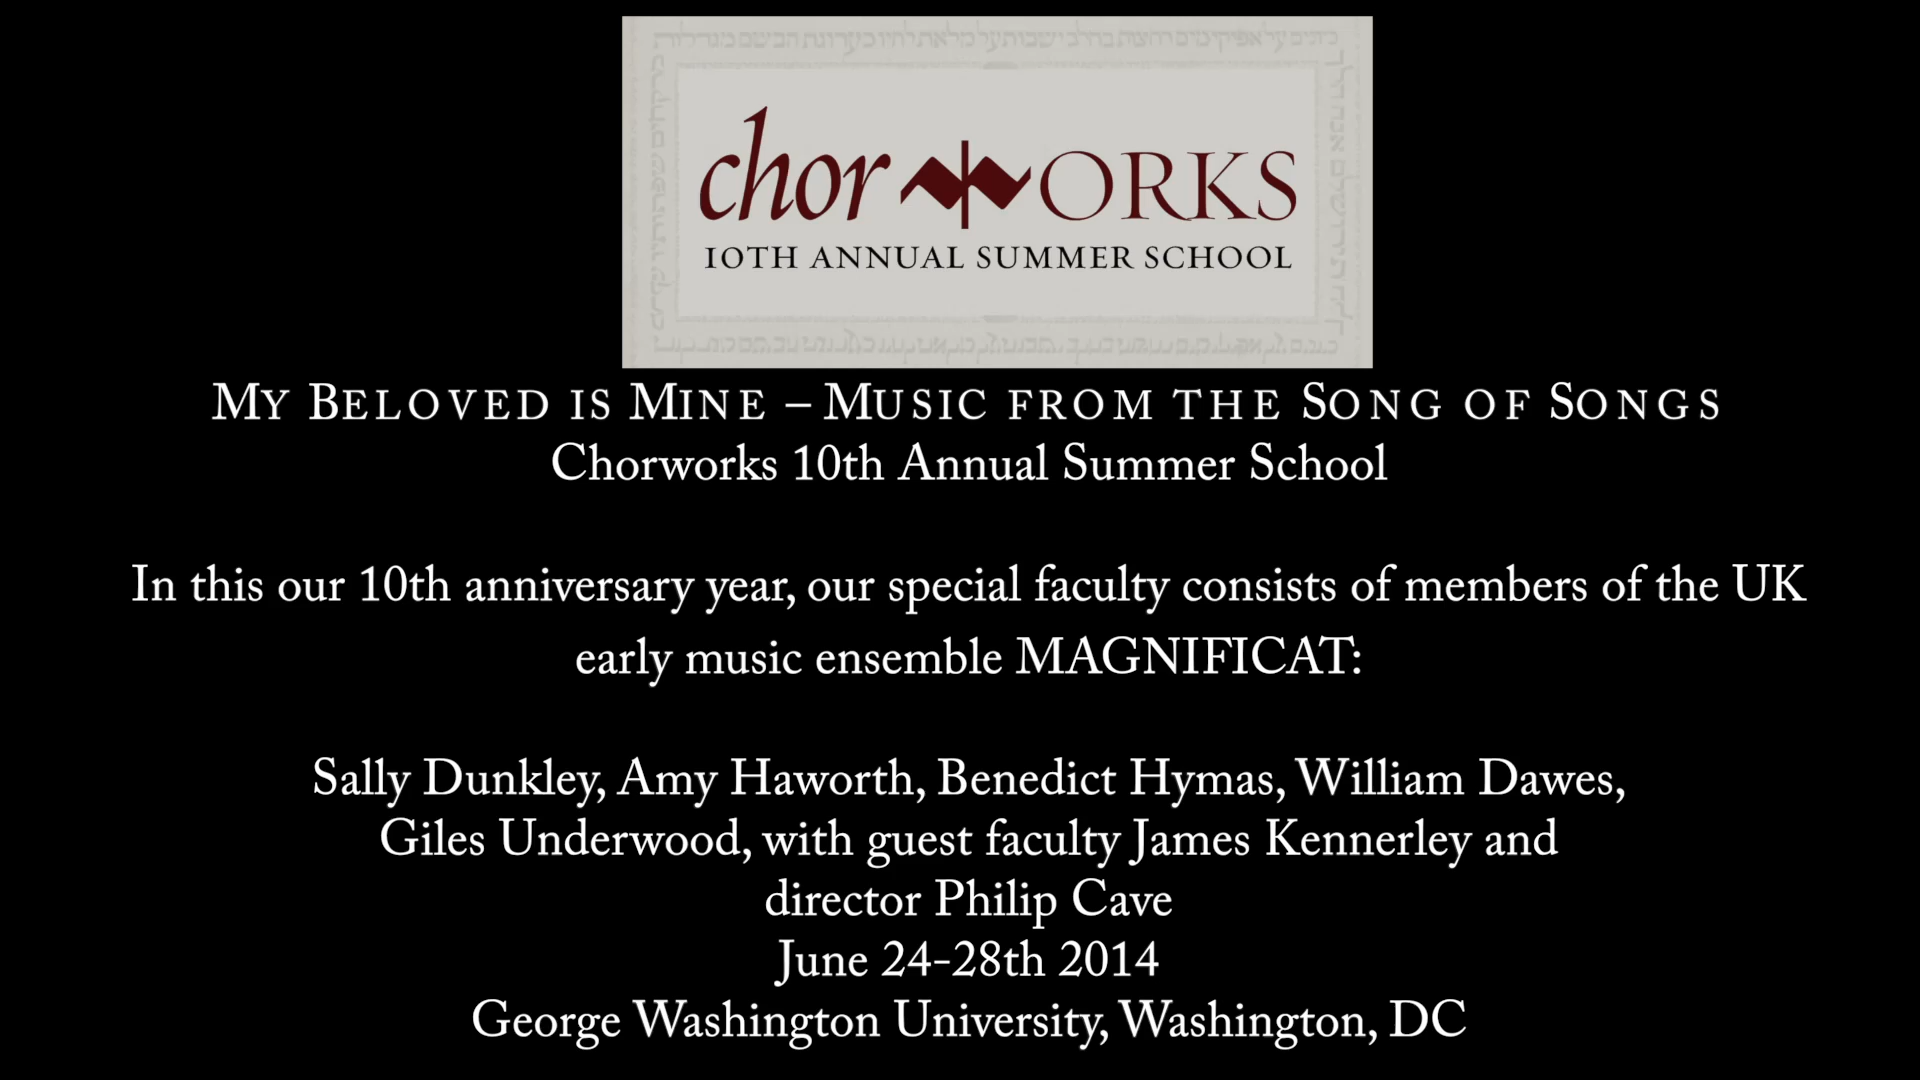 chorWORKS
10TH ANNUAL SUMMER SCHOOL
MY BELOVED IS MINE – MUSIC FROM THE SONG OF SONGS
Chorworks 10th Annual Summer School
In this our 10th anniversary year, our special faculty consists of members of the UK
early music ensemble MAGNIFICAT:
Sally Dunkley, Amy Haworth, Benedict Hymas, William Dawes,
Giles Underwood, with guest faculty James Kennerley and
director Philip Cave
June 24-28th 2014
George Washington University, Washington, DC